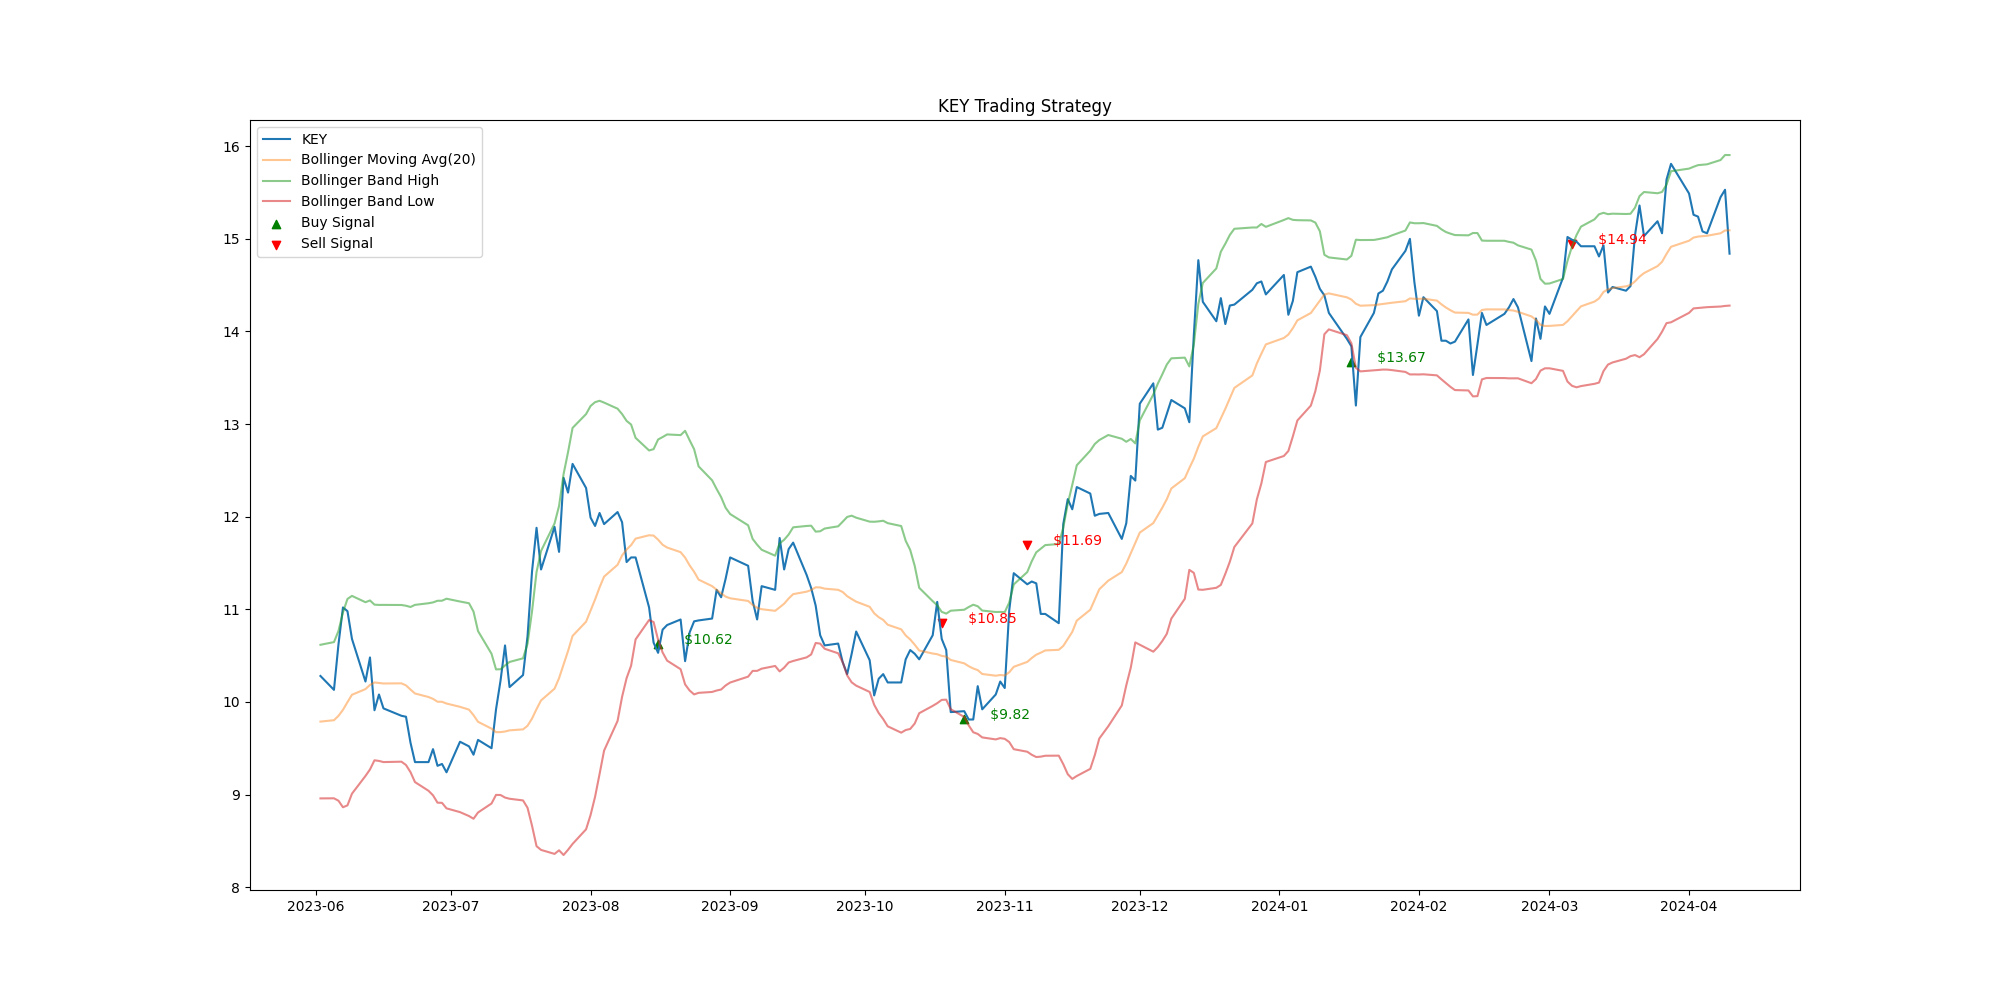 KEY Trading Strategy
KEY
Bollinger Moving Avg(20)
Bollinger Band High
Bollinger Band Low
Buy Signal
Sell Signal
16
15
14
13
12
11
10
9
8
$14.94
$13.67
$11.69
$10.85
$10.62
$9.82
2023-06 2023-07 2023-08 2023-09 2023-10 2023-11 2023-12 2024-01 2024-02 2024-03 2024-04